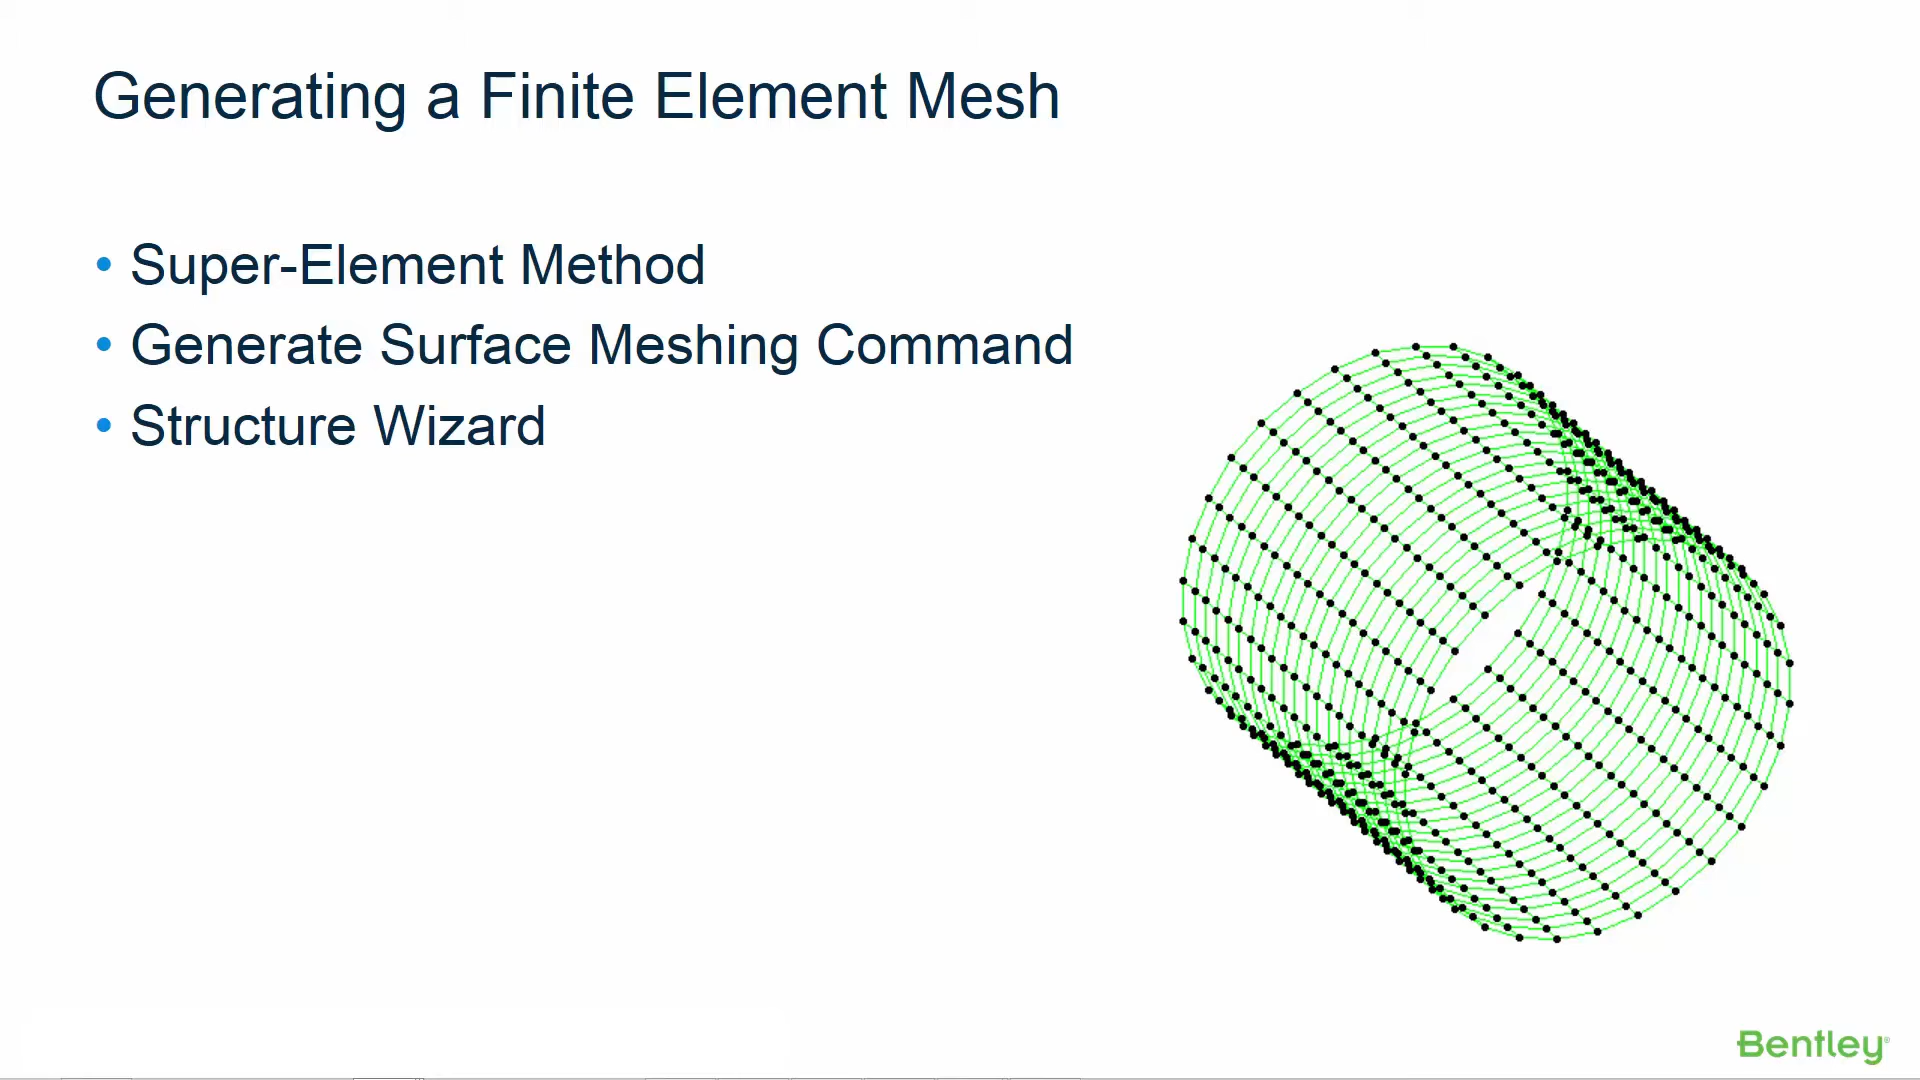 Generating a Finite Element Mesh
• Super-Element Method
• Generate Surface Meshing Command
• Structure Wizard
Bentley®